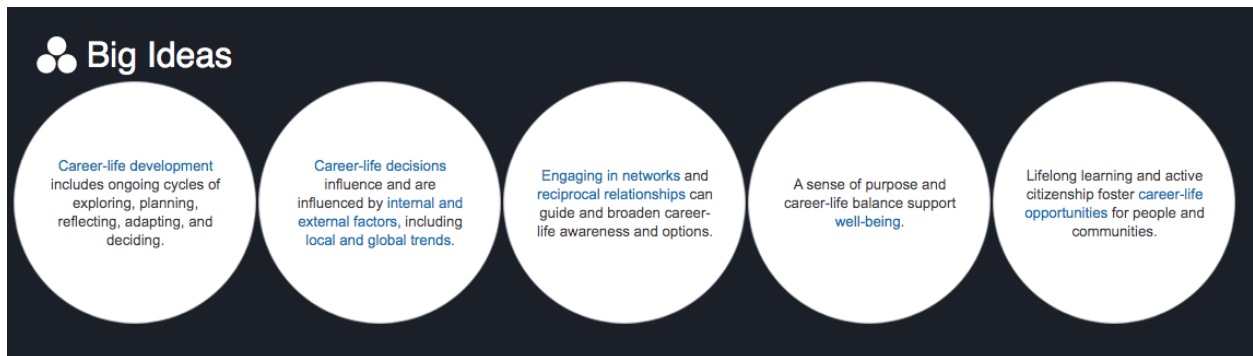 Big Ideas
Career-life development
includes ongoing cycles of
exploring, planning,
reflecting, adapting, and
deciding.
Career-life decisions
influence and are
influenced by internal and
external factors, including
local and global trends.
Engaging in networks and
reciprocal relationships can
guide and broaden career-
life awareness and options.
A sense of purpose and
career-life balance support
well-being.
Lifelong learning and active
citizenship foster career-life
opportunities for people and
communities.